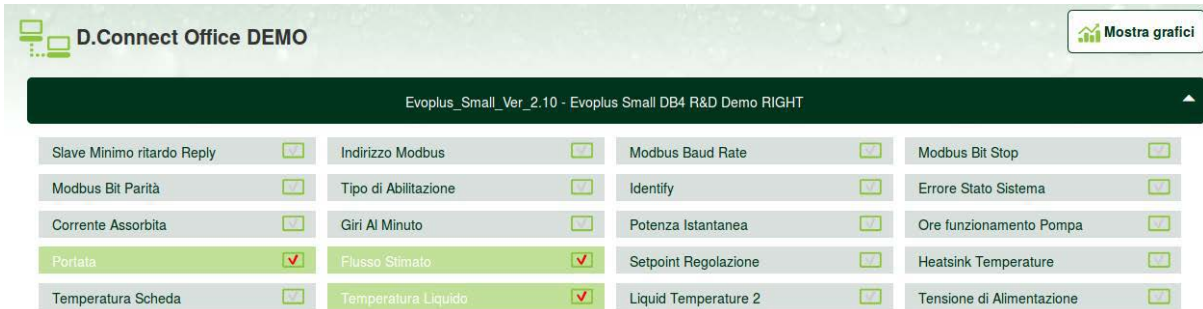 D.Connect Office DEMO
Mostra grafici
Evoplus_Small_Ver_2.10 - Evoplus Small DB4 R&D Demo RIGHT
Slave Minimo ritardo Reply
Indirizzo Modbus
Modbus Baud Rate
Modbus Bit Stop
Modbus Bit Parità
Tipo di Abilitazione
Identify
Errore Stato Sistema
Corrente Assorbita
Giri Al Minuto
Potenza Istantanea
Ore funzionamento Pompa
Portata
Flusso Stimato
Setpoint Regolazione
Heatsink Temperature
Temperatura Scheda
Temperatura Liquido
Liquid Temperature 2
Tensione di Alimentazione